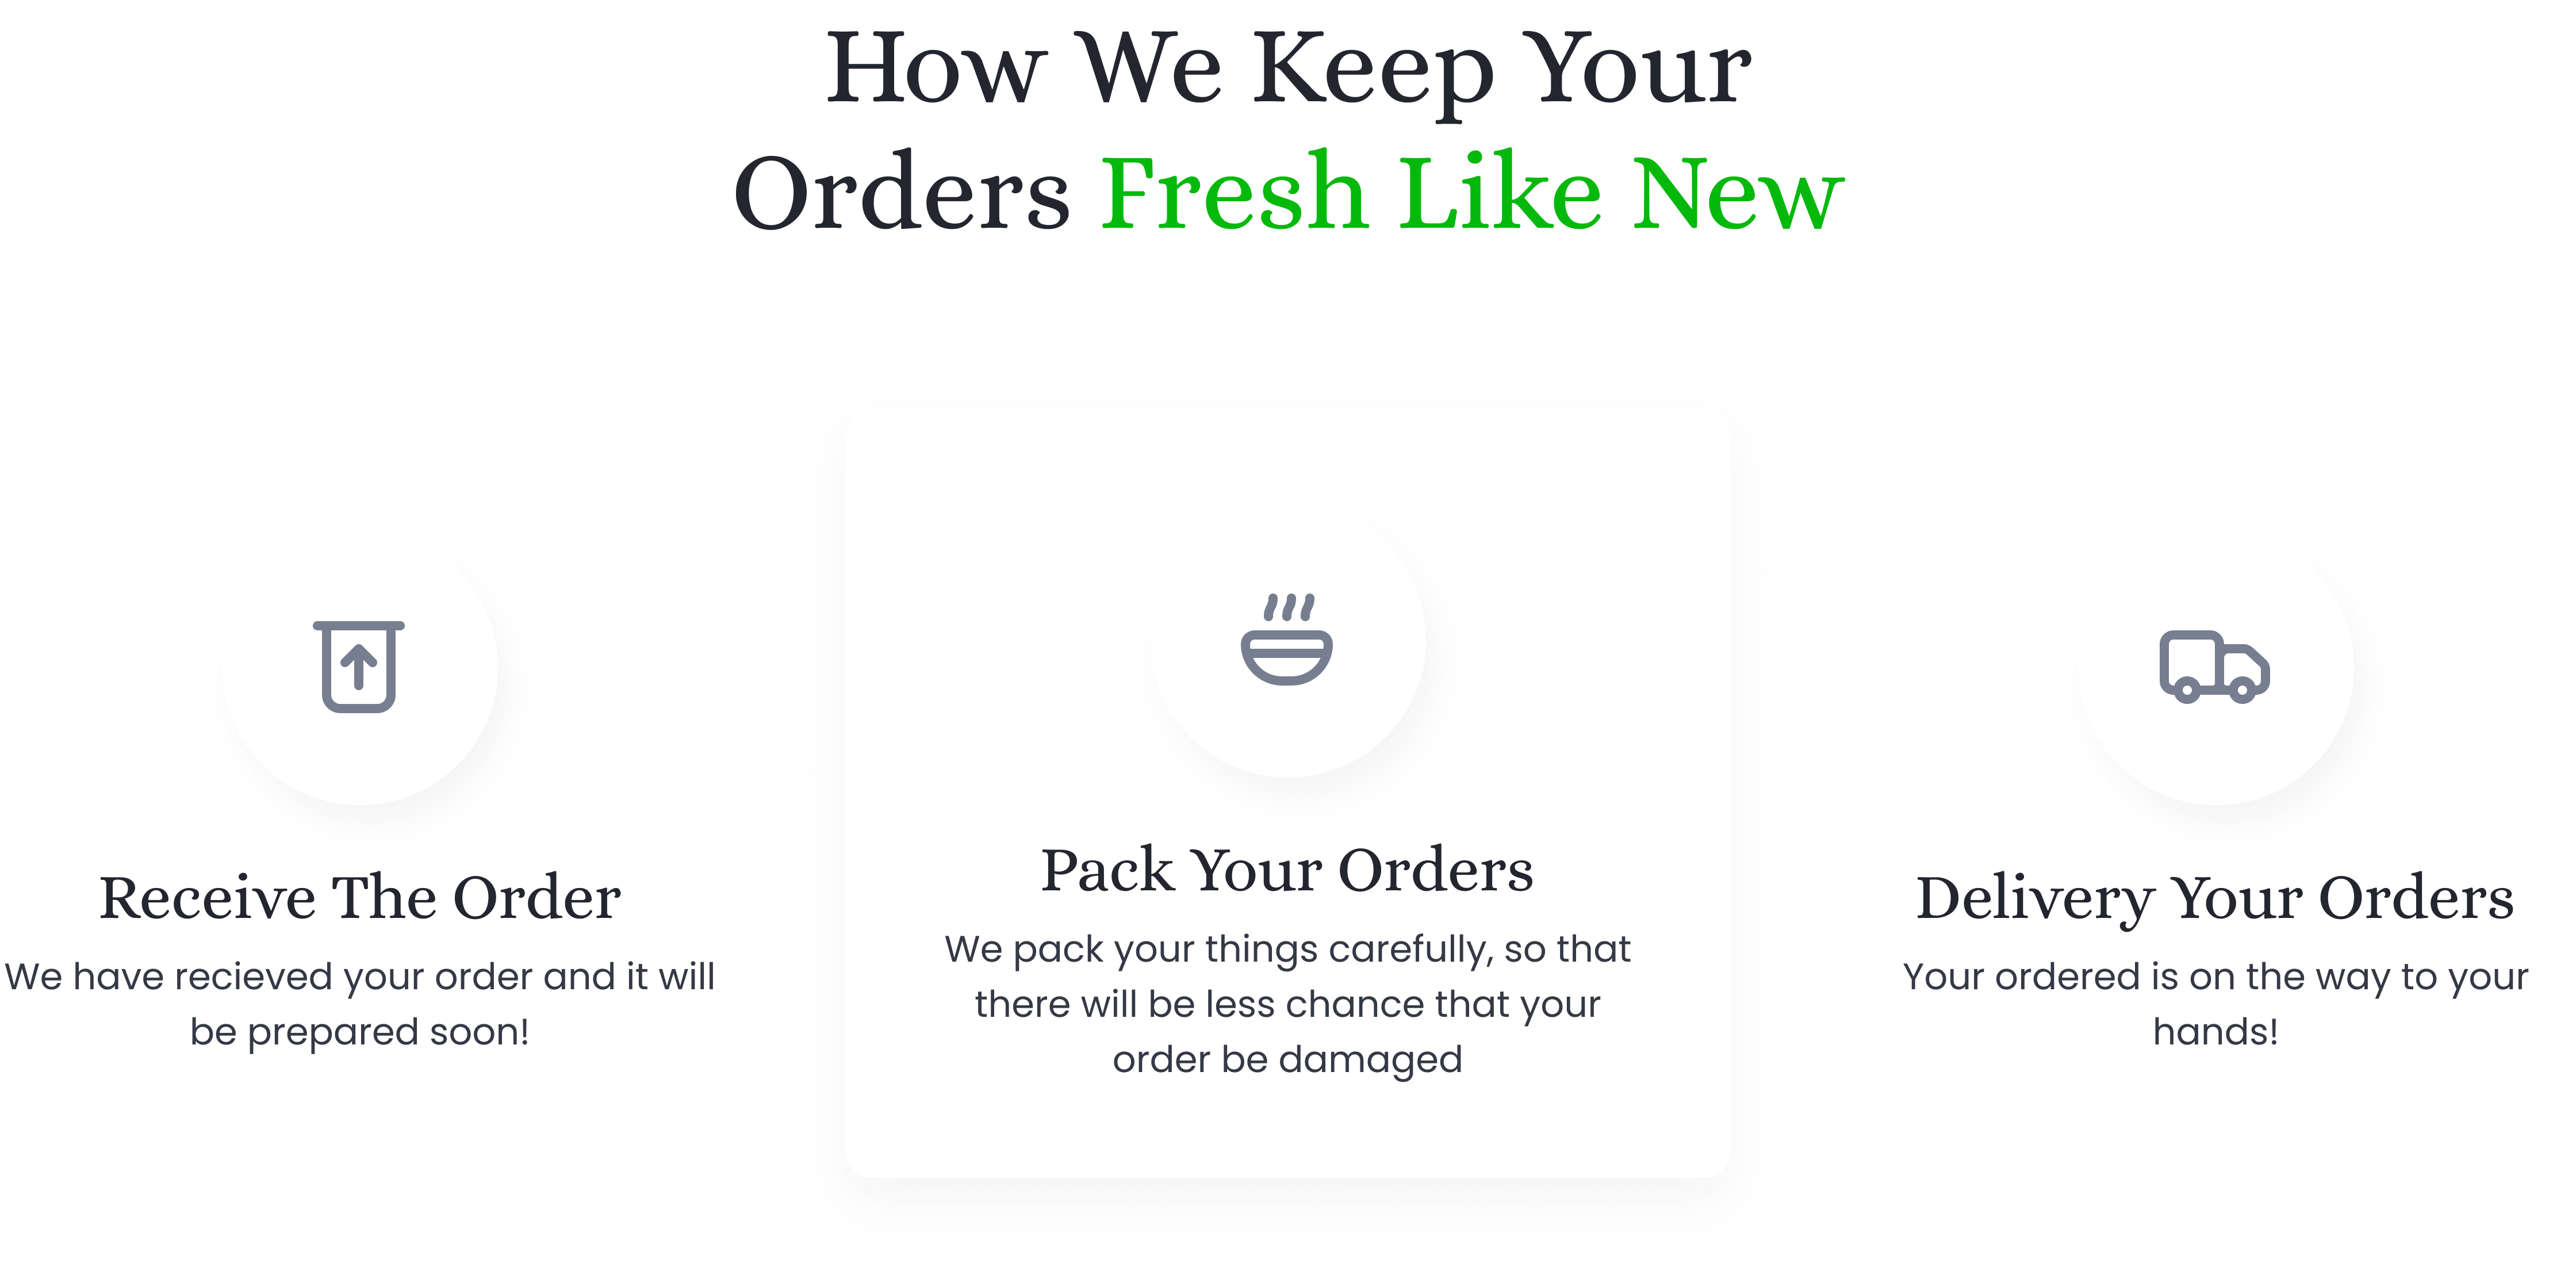 How We Keep Your
Orders Fresh Like New
Receive The Order
We have recieved your order and it will
be prepared soon!
Pack Your Orders
We pack your things carefully, so that
there will be less chance that your
order be damaged
Delivery Your Orders
Your ordered is on the way to your
hands!